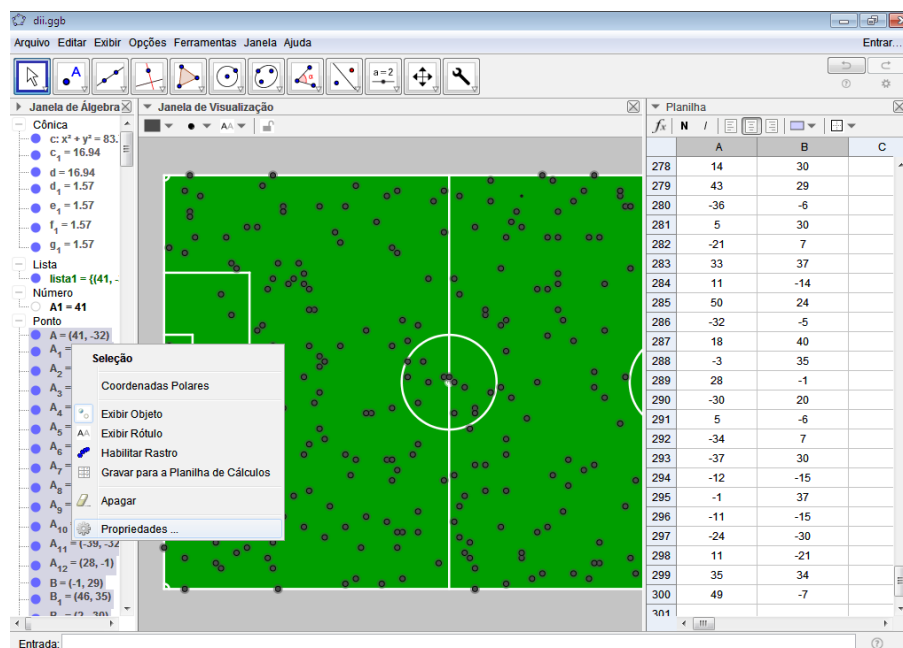 dii.ggb
Arquivo Editar Exibir Opções Ferramentas Janela Ajuda
Entrar...
A
α
a=2
Janela de Álgebra
Janela de Visualização
Planilha
AA
fx N I
Cônica
c: x² + y² = 83.
c₁ = 16.94
d = 16.94
d₁ = 1.57
e₁ = 1.57
f₁ = 1.57
g₁ = 1.57
Lista
lista1 = {(41, -
Número
A1 = 41
Ponto
A = (41, -32)
A₁ =
A₂ =
A₃ =
A₄ =
A₅ =
A₆ =
A₇ =
A₈ =
A₉ =
A₁₀
A₁₁ = (-39, -32
A₁₂ = (28, -1)
B = (-1, 29)
B₁ = (46, 35)
Seleção
Coordenadas Polares
Exibir Objeto
AA Exibir Rótulo
Habilitar Rastro
Gravar para a Planilha de Cálculos
Apagar
Propriedades ...
A B C
278 14 30
279 43 29
280 -36 -6
281 5 30
282 -21 7
283 33 37
284 11 -14
285 50 24
286 -32 -5
287 18 40
288 -3 35
289 28 -1
290 -30 20
291 5 -6
292 -34 7
293 -37 30
294 -12 -15
295 -1 37
296 -11 -15
297 -24 -30
298 11 -21
299 35 34
300 49 -7
301
Entrada: